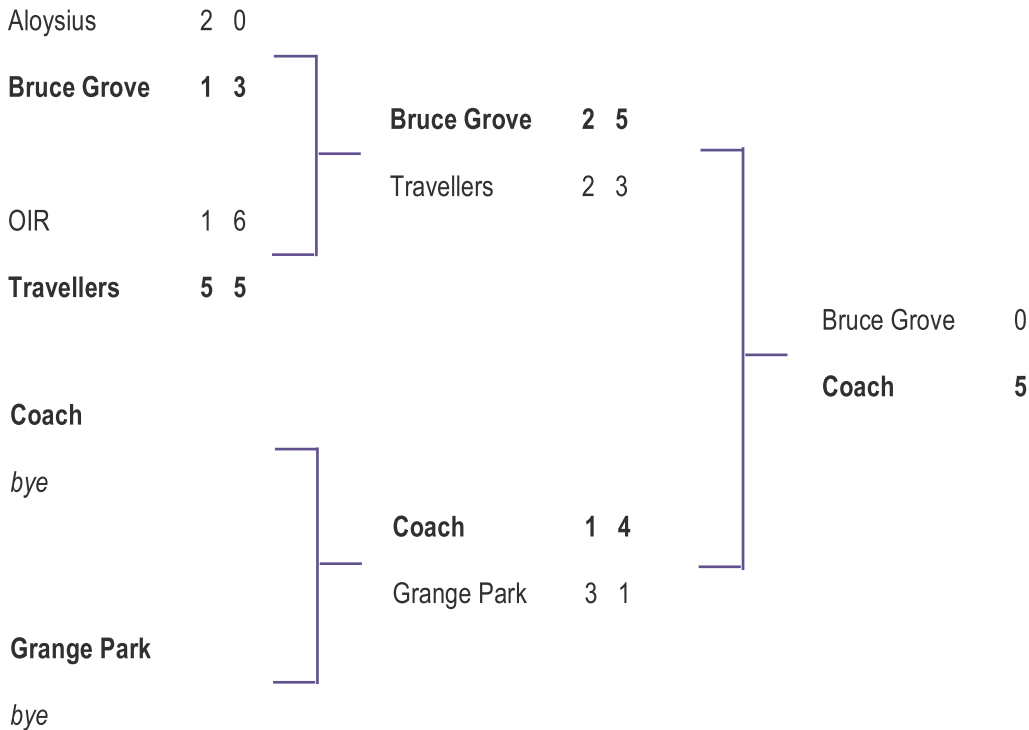 Aloysius 2 0
Bruce Grove 1 3
OIR 1 6
Travellers 5 5
Coach
bye
Grange Park
bye
Bruce Grove 2 5
Travellers 2 3
Coach 1 4
Grange Park 3 1
Bruce Grove 0
Coach 5